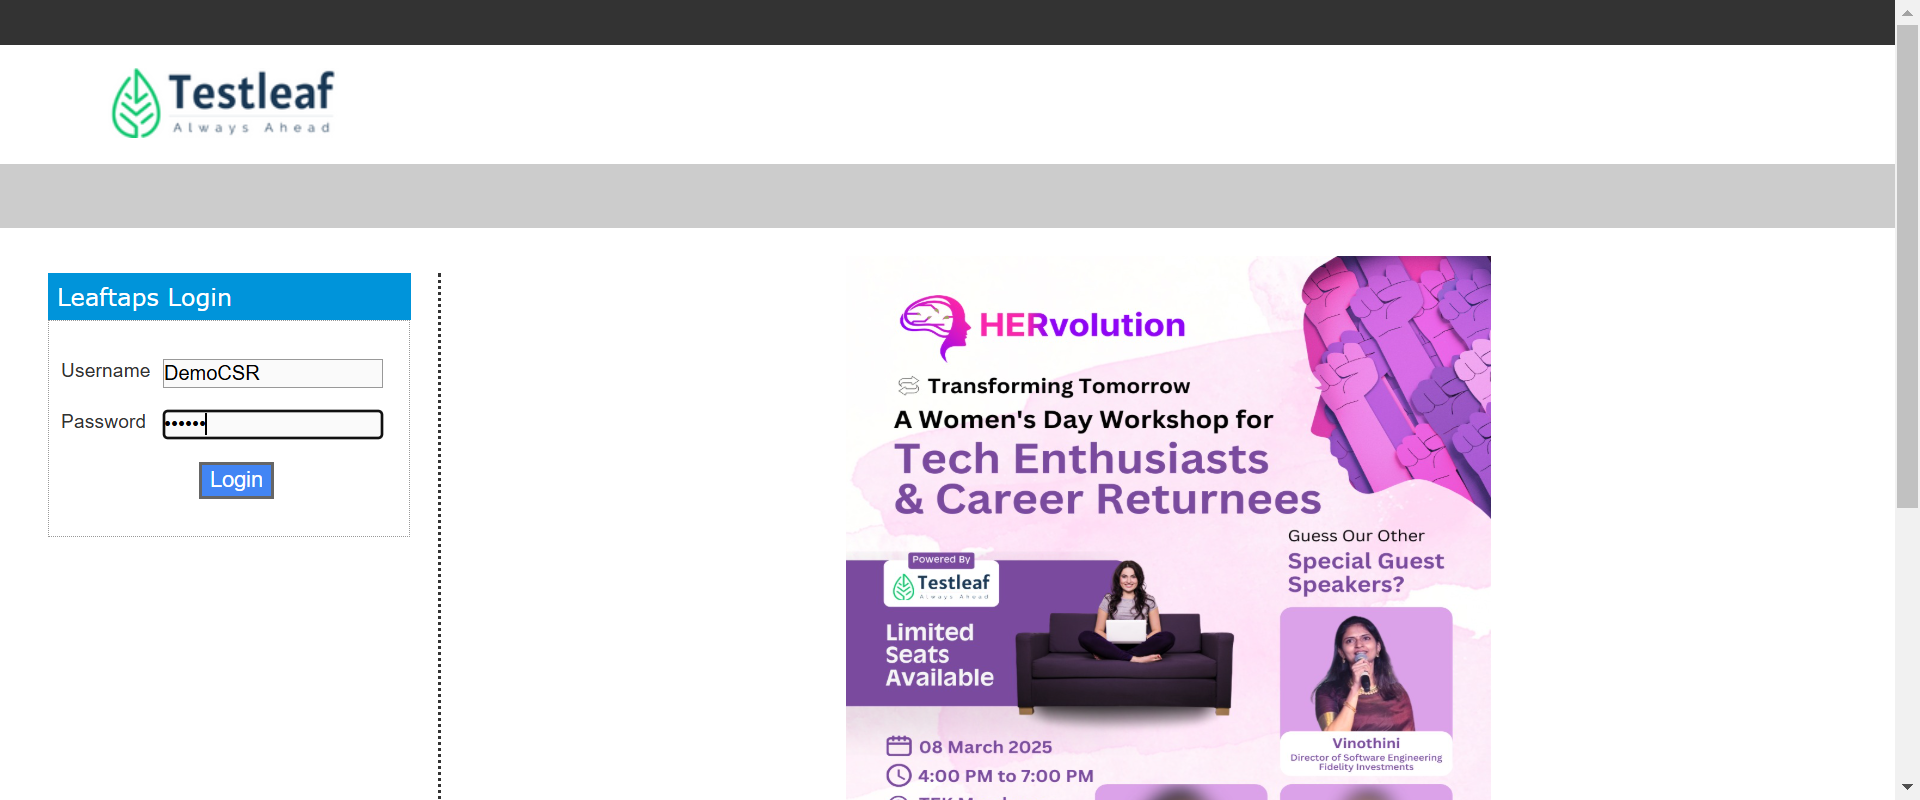 Testleaf
Always Ahead
Leaftaps Login
Username DemoCSR
Password ••••••
Login
HERvolution
Transforming Tomorrow
A Women's Day Workshop for
Tech Enthusiasts
& Career Returnees
Guess Our Other
Special Guest
Speakers?
Powered By
Testleaf
Always Ahead
Limited
Seats
Available
Vinothini
Director of Software Engineering
Fidelity Investments
08 March 2025
4:00 PM to 7:00 PM